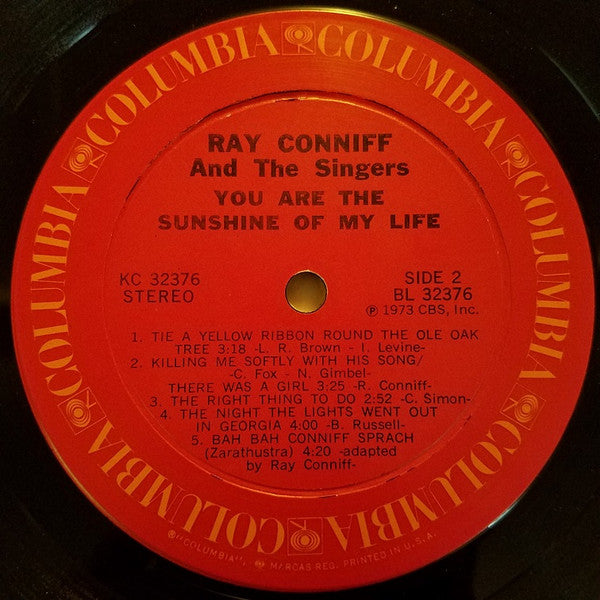 COLUMBIA COLUMBIA COLUMBIA COLUMBIA COLUMBIA COLUMBIA
RAY CONNIFF
And The Singers
YOU ARE THE
SUNSHINE OF MY LIFE
KC 32376
STEREO
SIDE 2
BL 32376
℗ 1973 CBS, Inc.
1. TIE A YELLOW RIBBON ROUND THE OLE OAK
TREE 3:18 -L. R. Brown - I. Levine-
2. KILLING ME SOFTLY WITH HIS SONG/
-C. Fox - N. Gimbel-
THERE WAS A GIRL 3:25 -R. Conniff-
3. THE RIGHT THING TO DO 2:52 -C. Simon-
4. THE NIGHT THE LIGHTS WENT OUT
IN GEORGIA 4:00 -B. Russell-
5. BAH BAH CONNIFF SPRACH
(Zarathustra) 4:20 -adapted
by Ray Conniff-
®"COLUMBIA", MARCAS REG. PRINTED IN U.S.A.